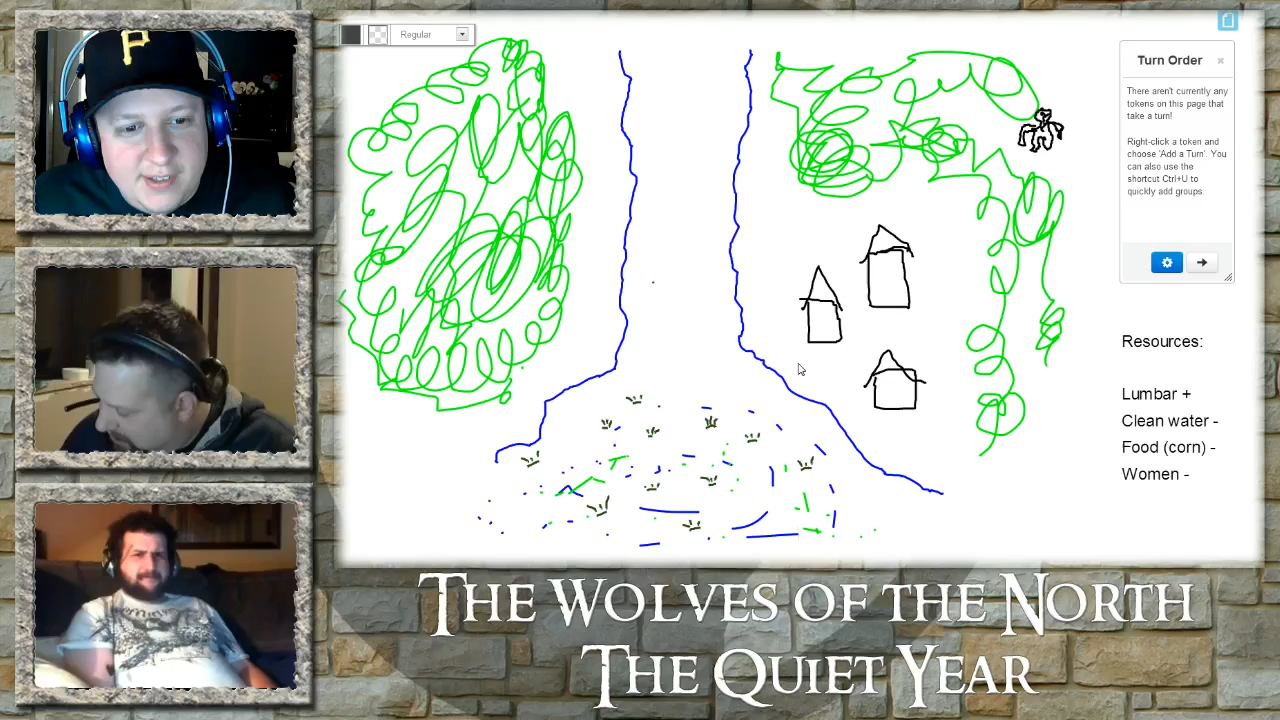 P
Regular
Turn Order
There aren't currently any
tokens on this page that
take a turn!
Right-click a token and
choose 'Add a Turn'. You
can also use the
shortcut Ctrl+U to
quickly add groups.
Resources:
Lumbar +
Clean water -
Food (corn) -
Women -
The Wolves of the North
The Quiet Year